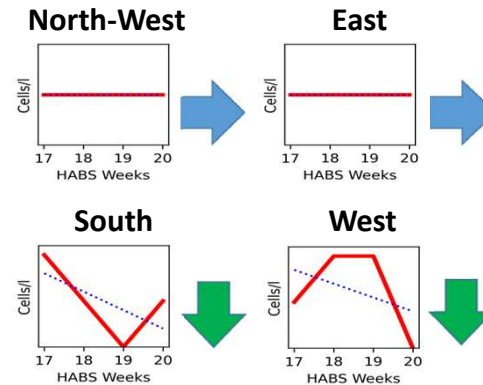 North-West
East
Cells/l
17 18 19 20
HABS Weeks
Cells/l
17 18 19 20
HABS Weeks
South
West
Cells/l
17 18 19 20
HABS Weeks
Cells/l
17 18 19 20
HABS Weeks